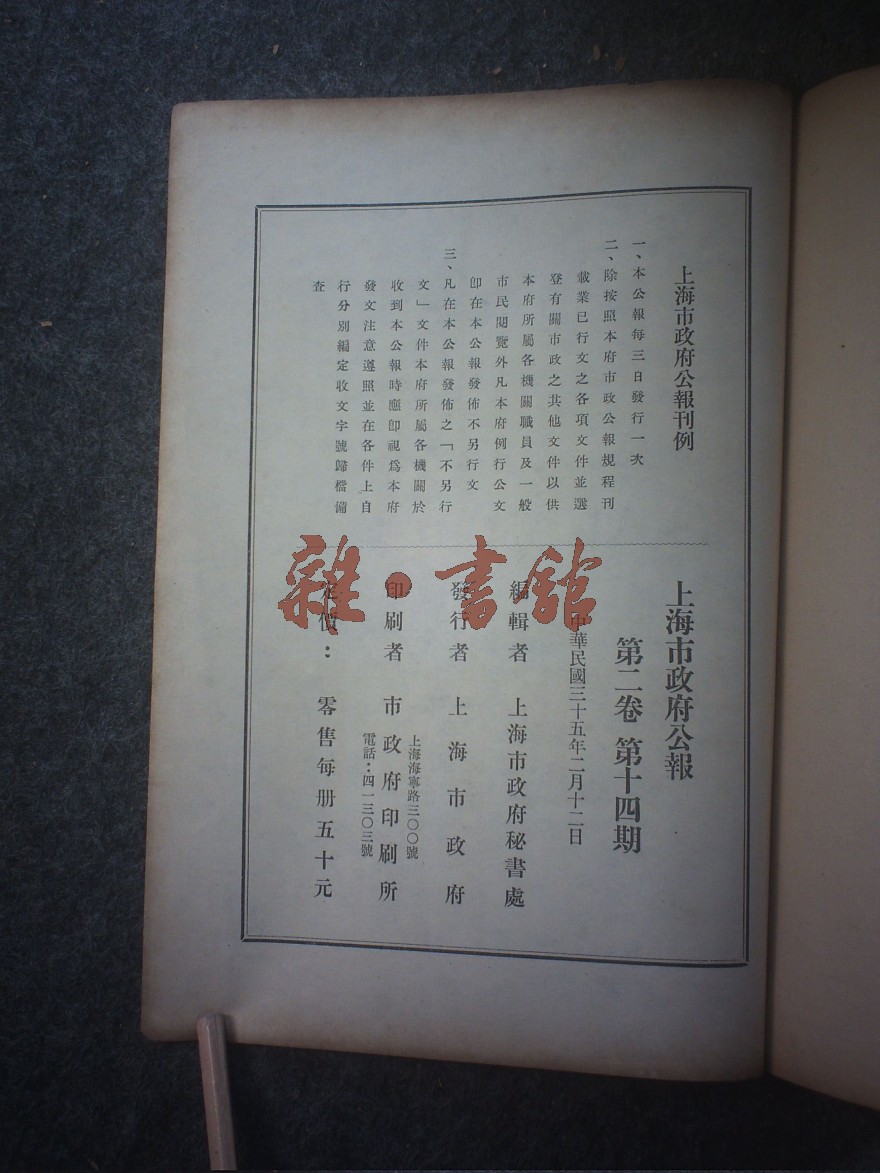 上海市政府公報刊例
一、本公報每三日發行一次
二、除按照本府市政公報規程刊
載業已行文之各項文件並選
登有關市政之其他文件以供
本府所屬各機關職員及一般
市民閱覽外凡本府例行公文
卽在本公報發佈不另行文
三、凡在本公報發佈之「不另行
文」文件本府所屬各機關於
收到本公報時應卽視爲本府
發文注意遵照並在各件上自
行分別編定收文字號歸檔備
查
上海市政府公報
第二卷 第十四期
中華民國三十五年二月十二日
編輯者 上海市政府秘書處
發行者 上海市政府
印刷者 市政府印刷所
上海海寧路三〇〇號
電話：四一三〇三號
定價： 零售每册五十元
雜·書館